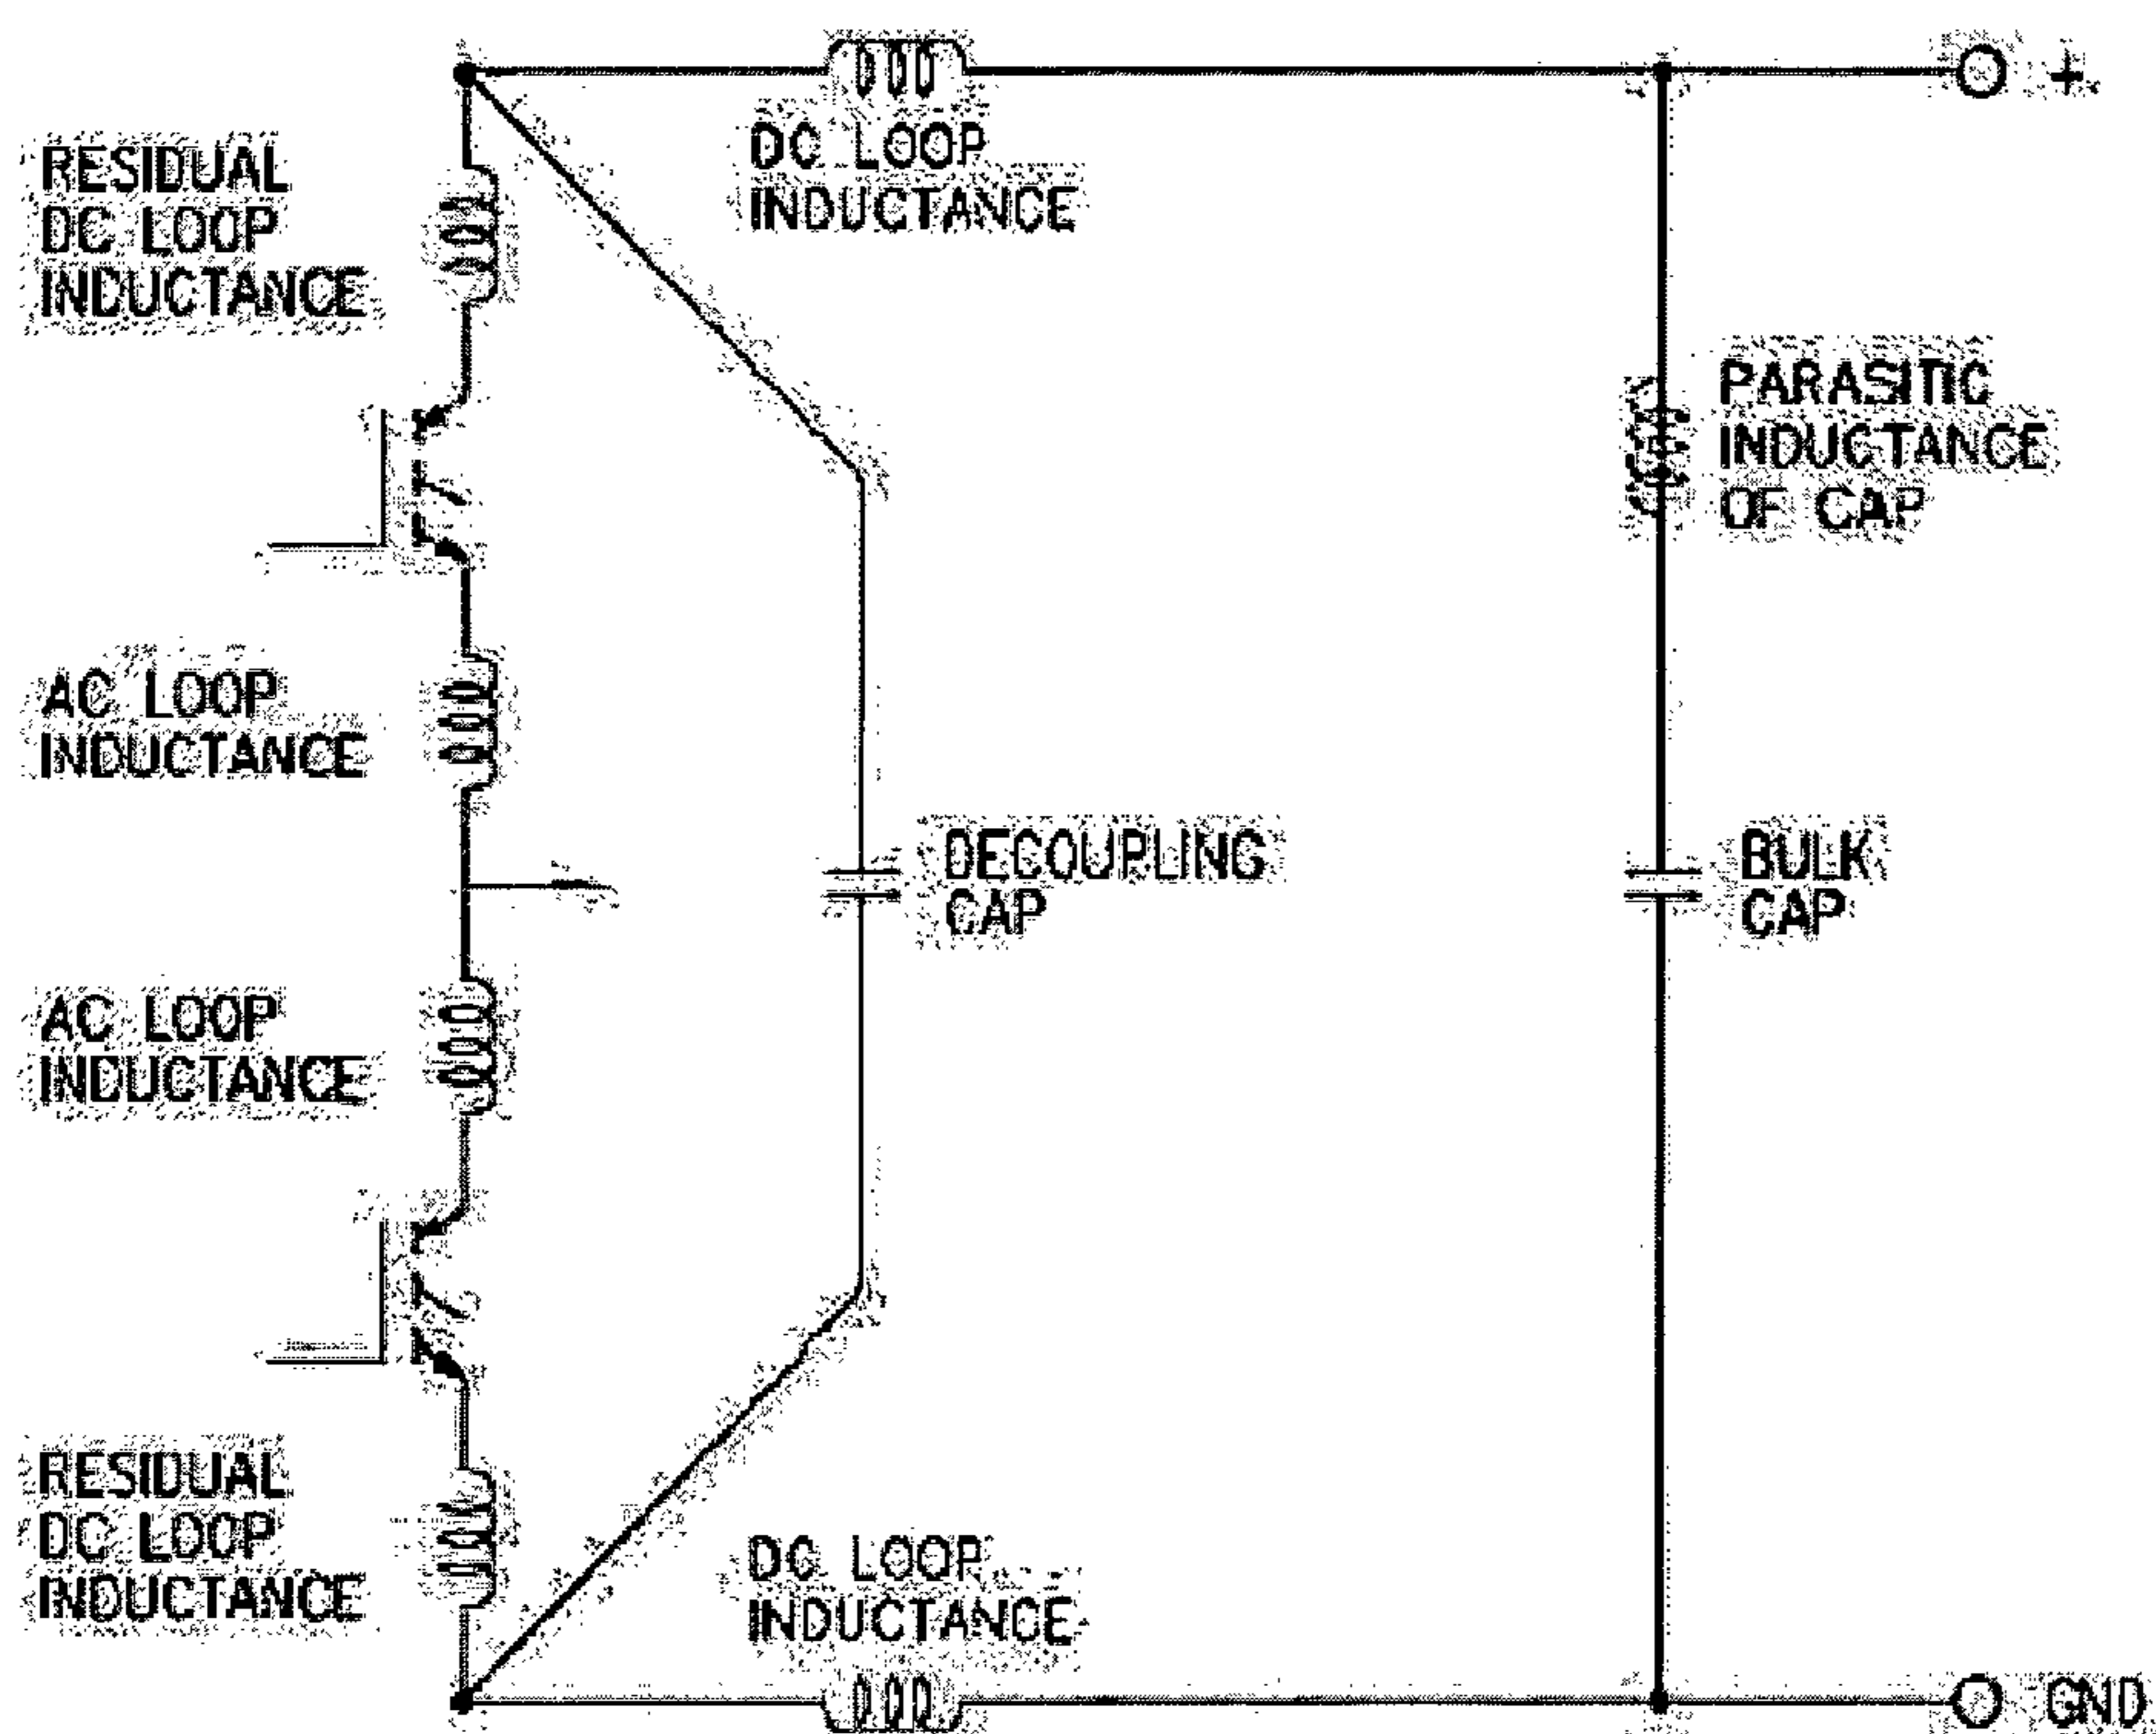 +
DC LOOP
INDUCTANCE
RESIDUAL
DC LOOP
INDUCTANCE
PARASITIC
INDUCTANCE
OF CAP
AC LOOP
INDUCTANCE
DECOUPLING
CAP
BULK
CAP
AC LOOP
INDUCTANCE
RESIDUAL
DC LOOP
INDUCTANCE
DC LOOP
INDUCTANCE
GND